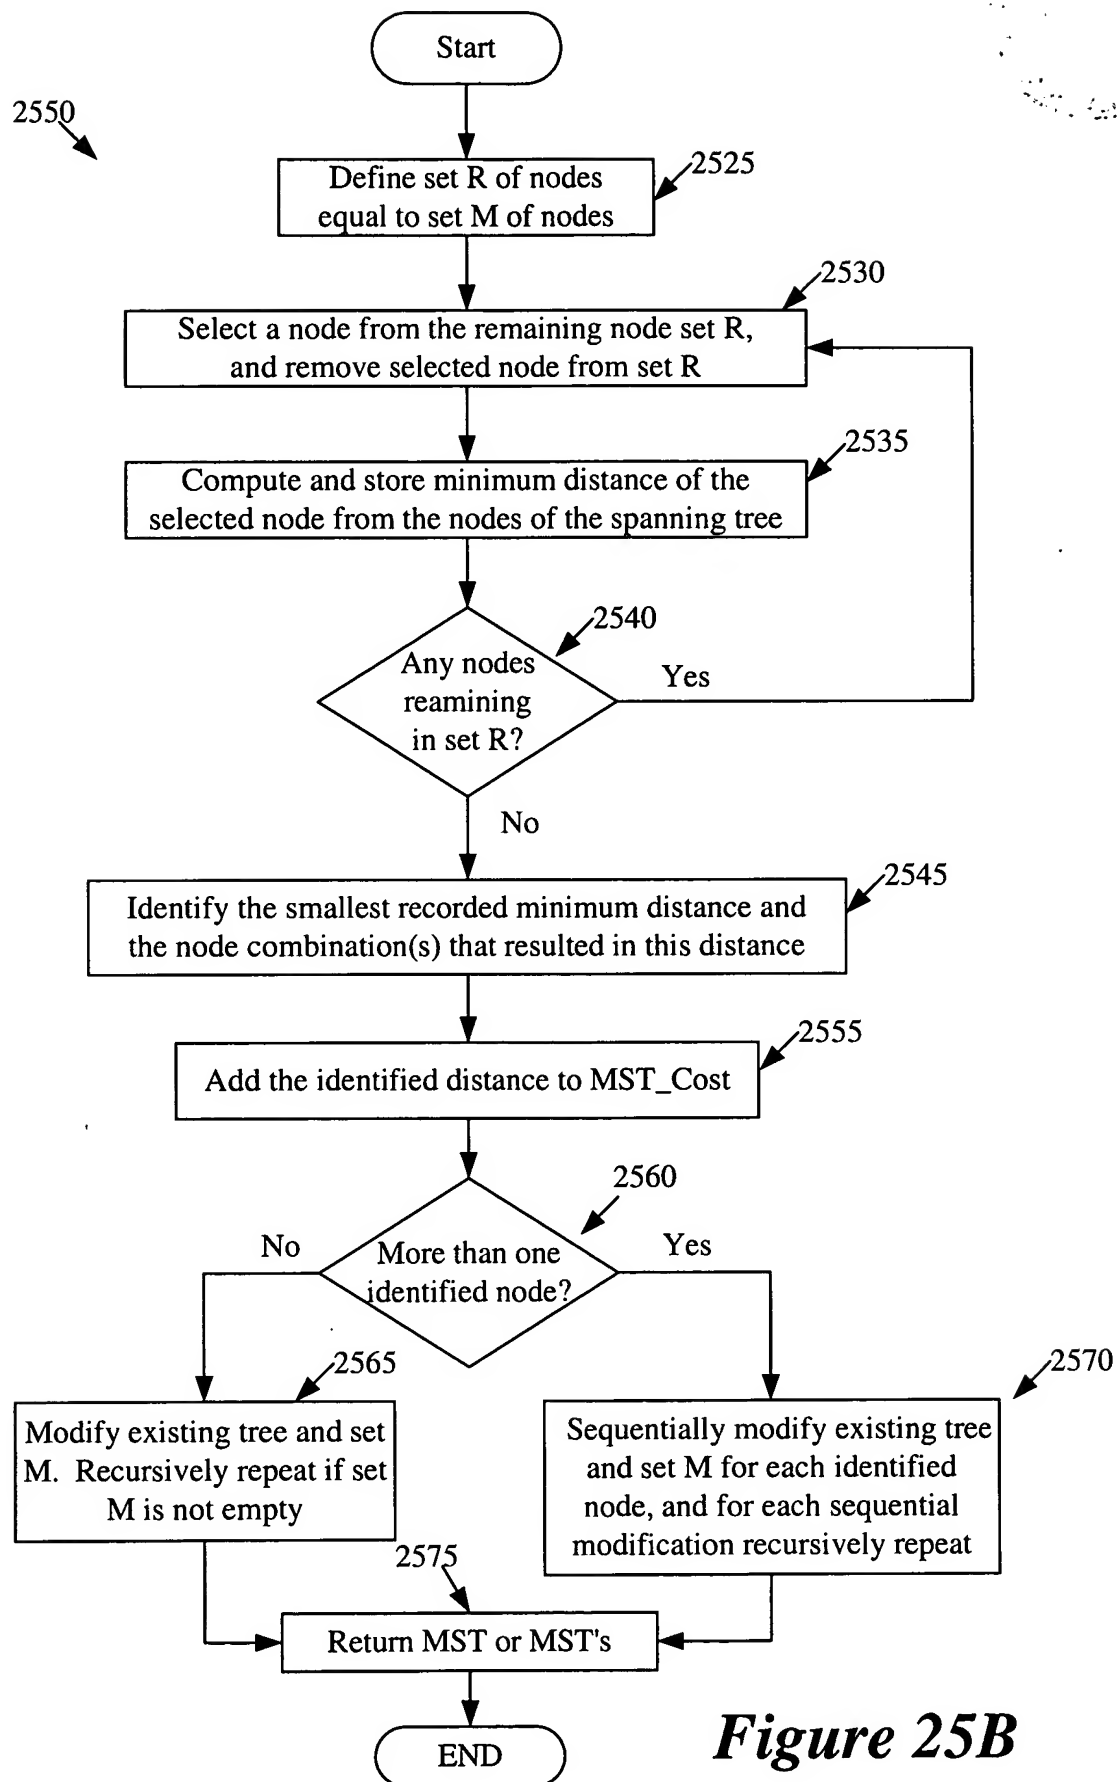 Start
2550
2525
Define set R of nodes
equal to set M of nodes
2530
Select a node from the remaining node set R,
and remove selected node from set R
2535
Compute and store minimum distance of the
selected node from the nodes of the spanning tree
2540
Any nodes
reamining
in set R?
Yes
No
2545
Identify the smallest recorded minimum distance and
the node combination(s) that resulted in this distance
2555
Add the identified distance to MST_Cost
2560
No
More than one
identified node?
Yes
2565
2570
Modify existing tree and set
M. Recursively repeat if set
M is not empty
Sequentially modify existing tree
and set M for each identified
node, and for each sequential
modification recursively repeat
2575
Return MST or MST's
END
Figure 25B